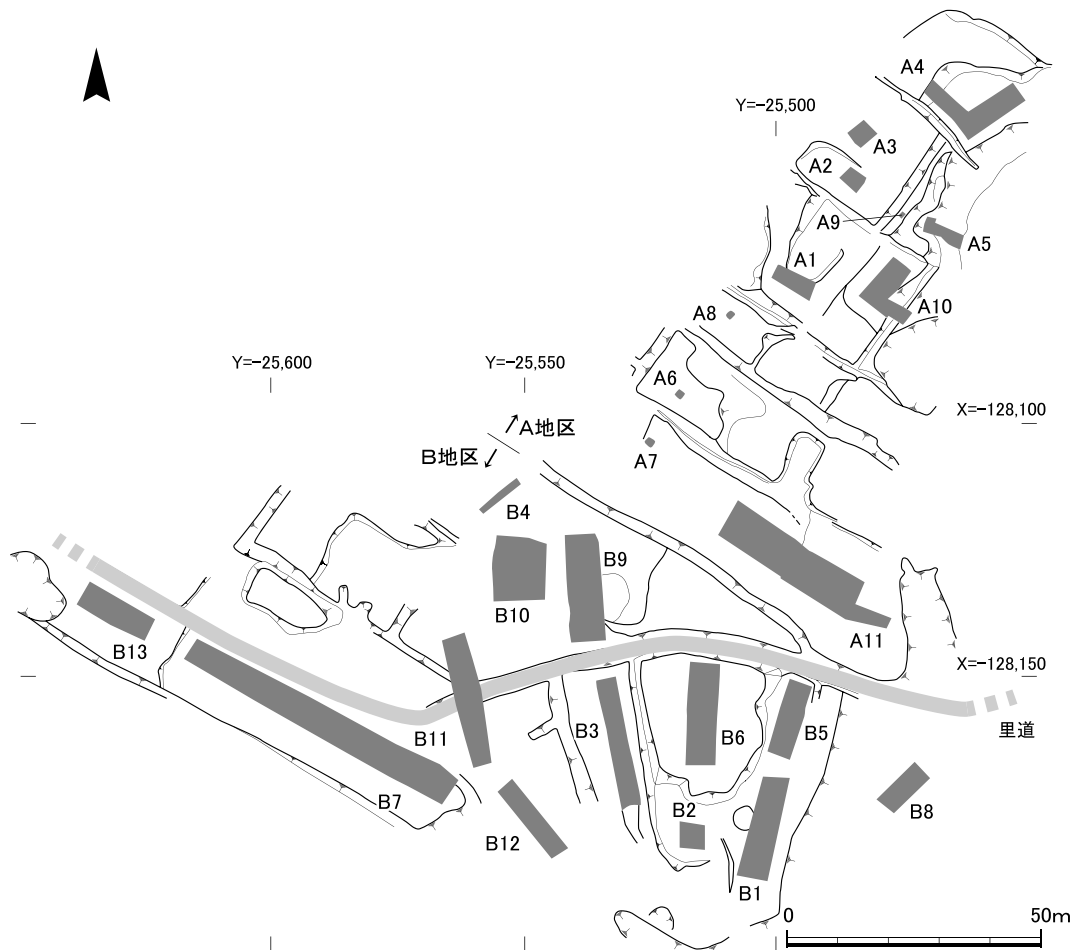 A4
Y=-25,500
A3
A2
A9
A5
A1
A10
A8
Y=-25,600
Y=-25,550
A6
X=-128,100
A地区
B地区
A7
B4
B9
B10
A11
B13
X=-128,150
B11
B3
B6
B5
里道
B7
B2
B8
B12
B1
0
50m